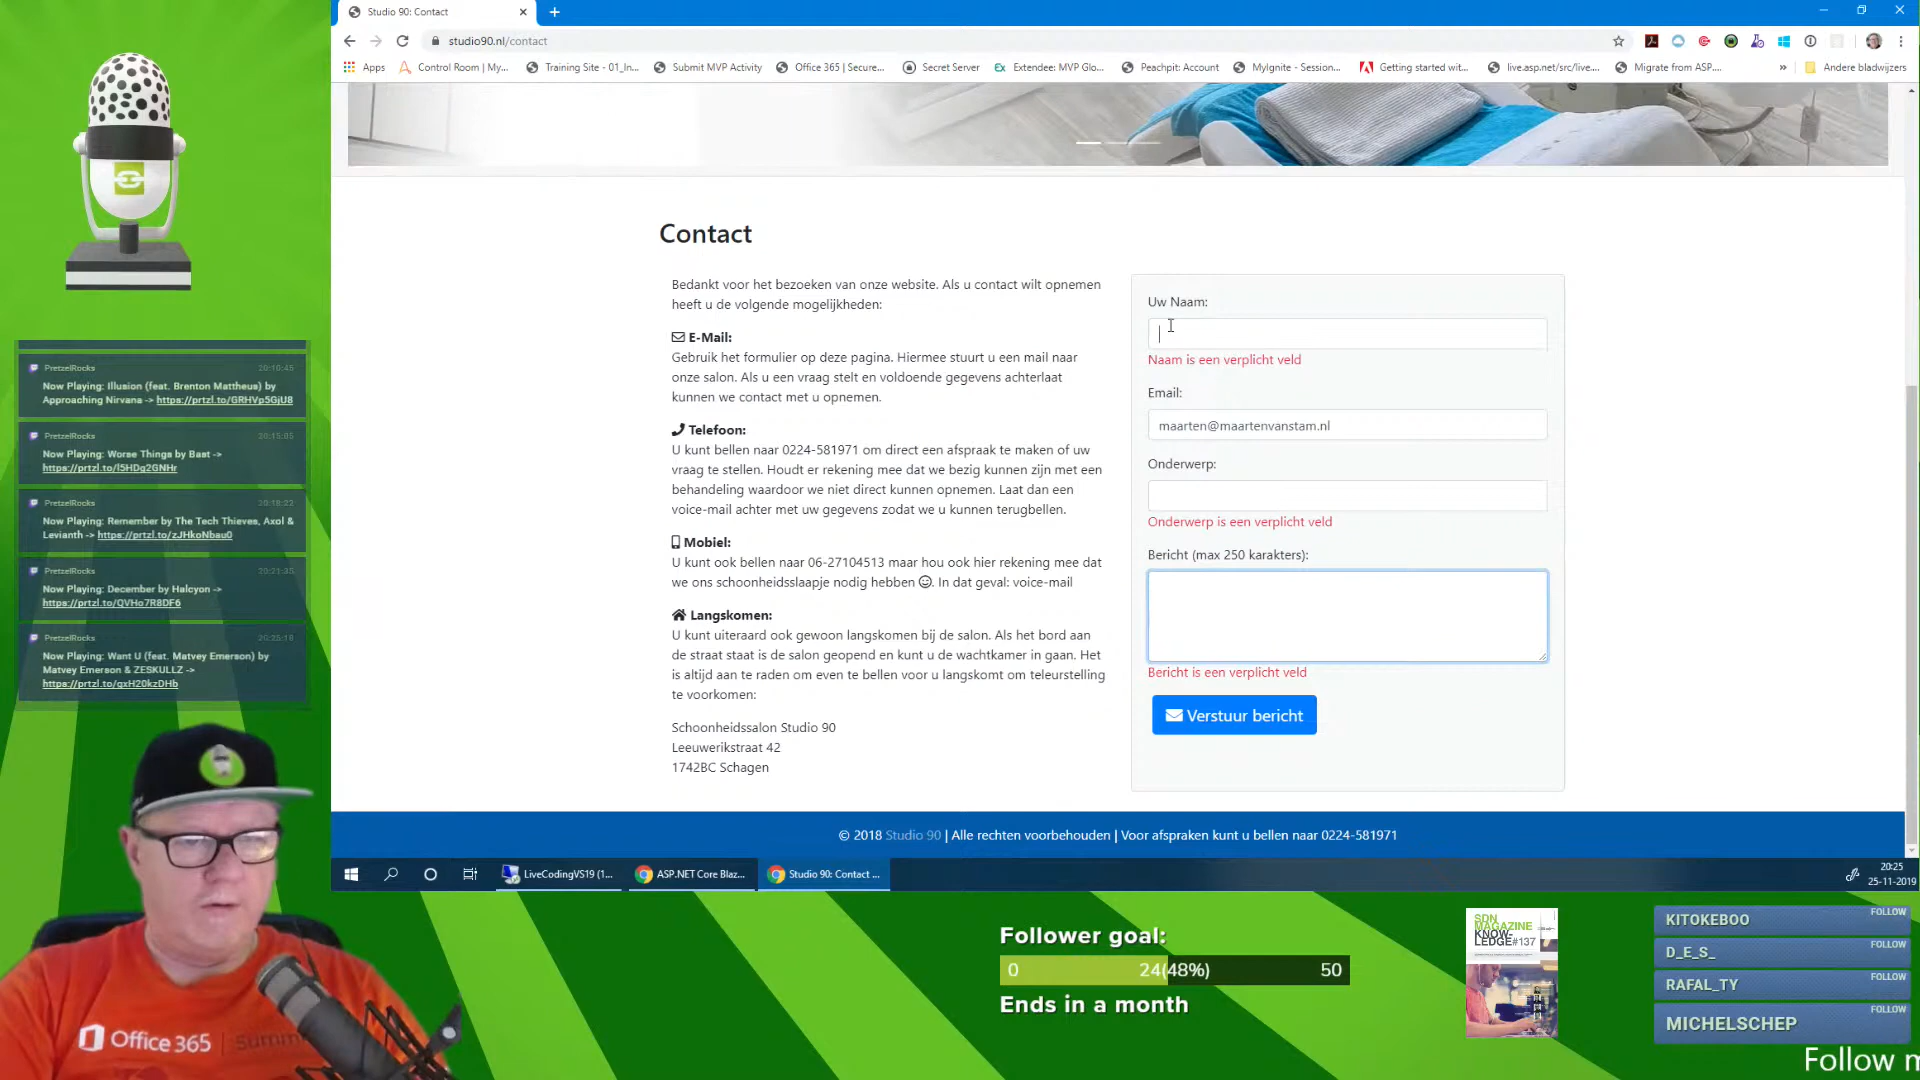 Studio 90: Contact
studio90.nl/contact
Apps
Control Room | My...
Training Site - 01_In...
Submit MVP Activity
Office 365 | Secure...
Secret Server
Extendee: MVP Glo...
Peachpit: Account
MyIgnite - Session...
Getting started wit...
live.asp.net/src/live....
Migrate from ASP....
»
Andere bladwijzers
Contact
Bedankt voor het bezoeken van onze website. Als u contact wilt opnemen
heeft u de volgende mogelijkheden:
E-Mail:
Gebruik het formulier op deze pagina. Hiermee stuurt u een mail naar
onze salon. Als u een vraag stelt en voldoende gegevens achterlaat
kunnen we contact met u opnemen.
Telefoon:
U kunt bellen naar 0224-581971 om direct een afspraak te maken of uw
vraag te stellen. Houdt er rekening mee dat we bezig kunnen zijn met een
behandeling waardoor we niet direct kunnen opnemen. Laat dan een
voice-mail achter met uw gegevens zodat we u kunnen terugbellen.
Mobiel:
U kunt ook bellen naar 06-27104513 maar hou ook hier rekening mee dat
we ons schoonheidsslaapje nodig hebben ☺. In dat geval: voice-mail
Langskomen:
U kunt uiteraard ook gewoon langskomen bij de salon. Als het bord aan
de straat staat is de salon geopend en kunt u de wachtkamer in gaan. Het
is altijd aan te raden om even te bellen voor u langskomt om teleurstelling
te voorkomen:
Schoonheidssalon Studio 90
Leeuwerikstraat 42
1742BC Schagen
Uw Naam:
Naam is een verplicht veld
Email:
maarten@maartenvanstam.nl
Onderwerp:
Onderwerp is een verplicht veld
Bericht (max 250 karakters):
Bericht is een verplicht veld
Verstuur bericht
© 2018 Studio 90 | Alle rechten voorbehouden | Voor afspraken kunt u bellen naar 0224-581971
LiveCodingVS19 (1...
ASP.NET Core Blaz...
Studio 90: Contact ...
20:25
25-11-2019
PretzelRocks 20:10:45
Now Playing: Illusion (feat. Brenton Mattheus) by
Approaching Nirvana -> https://prtzl.to/GRHVp5GjU8
PretzelRocks 20:15:05
Now Playing: Worse Things by Baat ->
https://prtzl.to/l5HDg2GNHr
PretzelRocks 20:18:22
Now Playing: Remember by The Tech Thieves, Axol &
Levianth -> https://prtzl.to/zJHkoNbau0
PretzelRocks 20:21:35
Now Playing: December by Halcyon ->
https://prtzl.to/QVHo7R8DF6
PretzelRocks 20:25:18
Now Playing: Want U (feat. Matvey Emerson) by
Matvey Emerson & ZESKULLZ ->
https://prtzl.to/gxH20kzDHb
Office 365
Follower goal:
0 24(48%) 50
Ends in a month
SDN
MAGAZINE
KNOW-
LEDGE#137
KITOKEBOO FOLLOW
D_E_S_ FOLLOW
RAFAL_TY FOLLOW
MICHELSCHEP FOLLOW
Follow